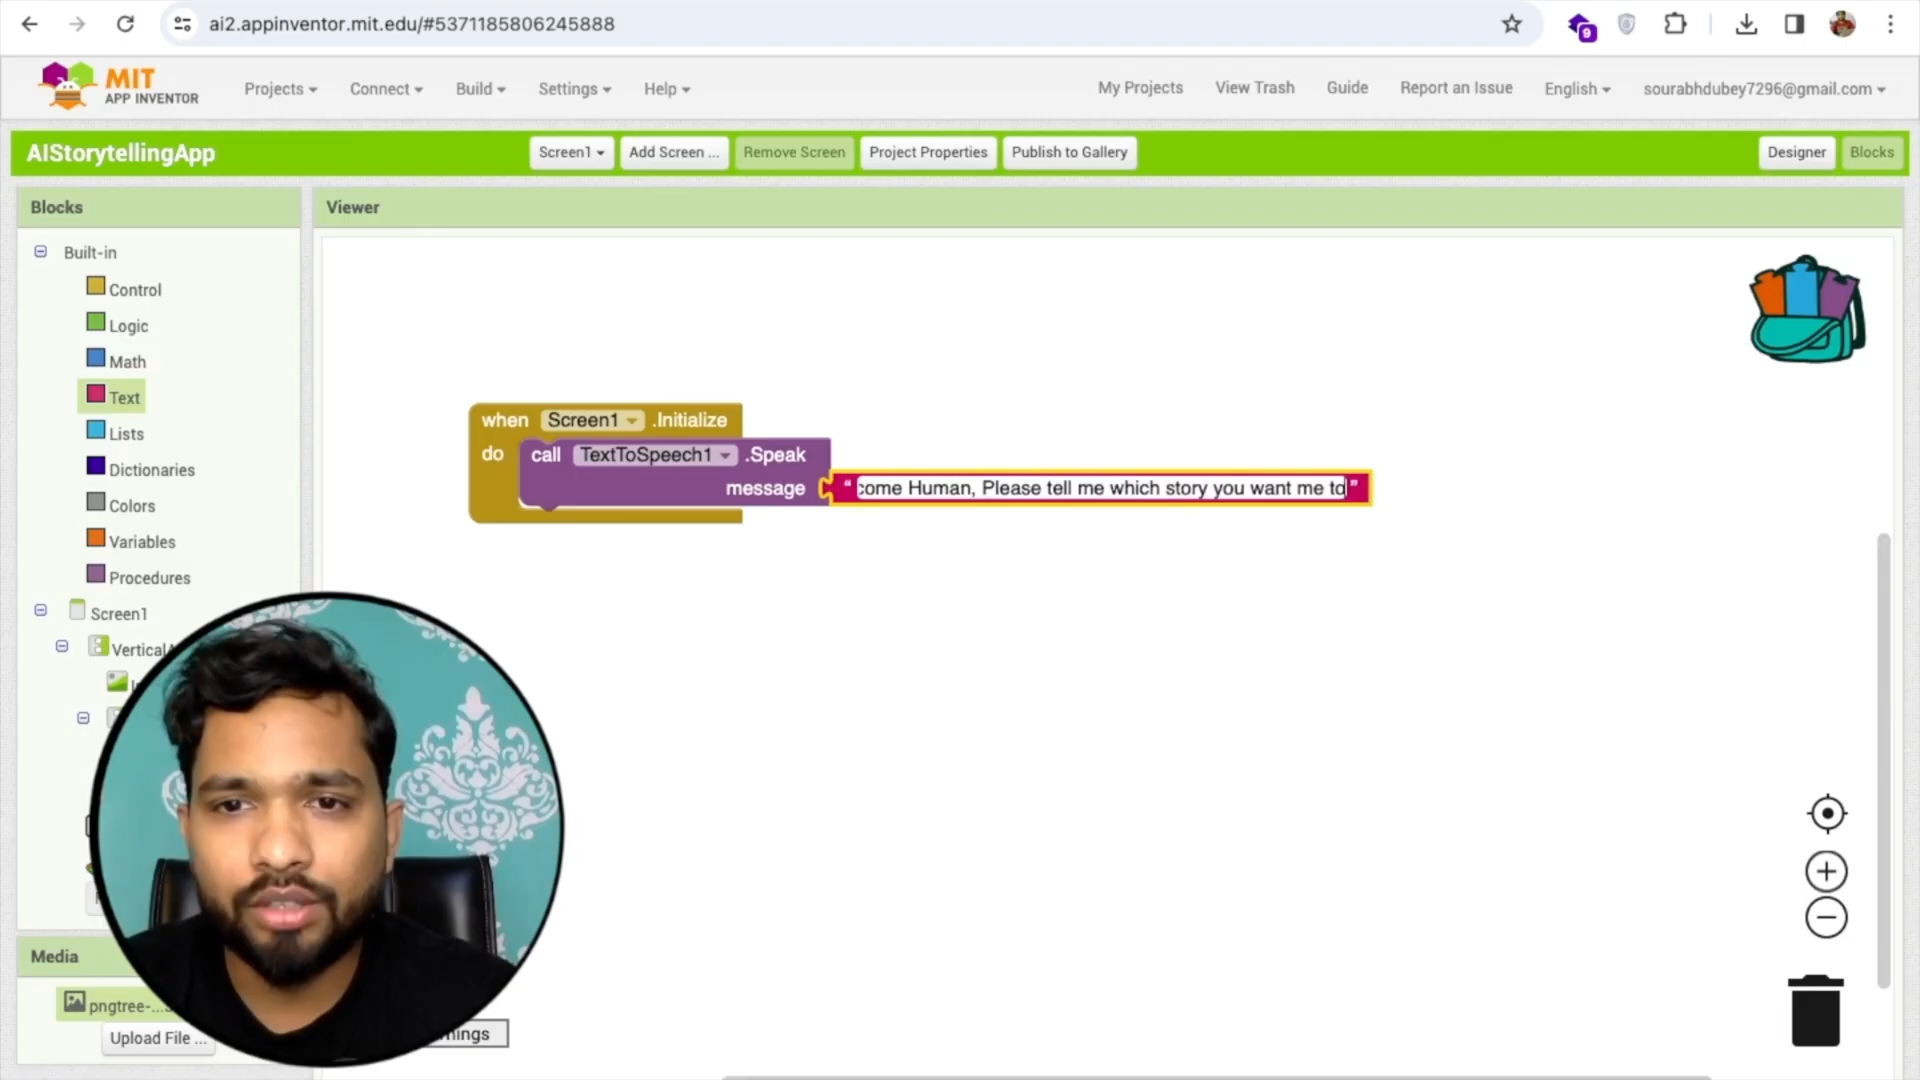 ai2.appinventor.mit.edu/#5371185806245888
9
MIT
APP INVENTOR
Projects
Connect
Build
Settings
Help
My Projects
View Trash
Guide
Report an Issue
English
sourabhdubey7296@gmail.com
AIStorytellingApp
Screen1
Add Screen ...
Remove Screen
Project Properties
Publish to Gallery
Designer
Blocks
Blocks
Viewer
Built-in
Control
Logic
Math
Text
Lists
Dictionaries
Colors
Variables
Procedures
Screen1
when Screen1 .Initialize
do call TextToSpeech1 .Speak
message “ come Human, Please tell me which story you want me to ”
Media
pngtree-...
Upload File ...